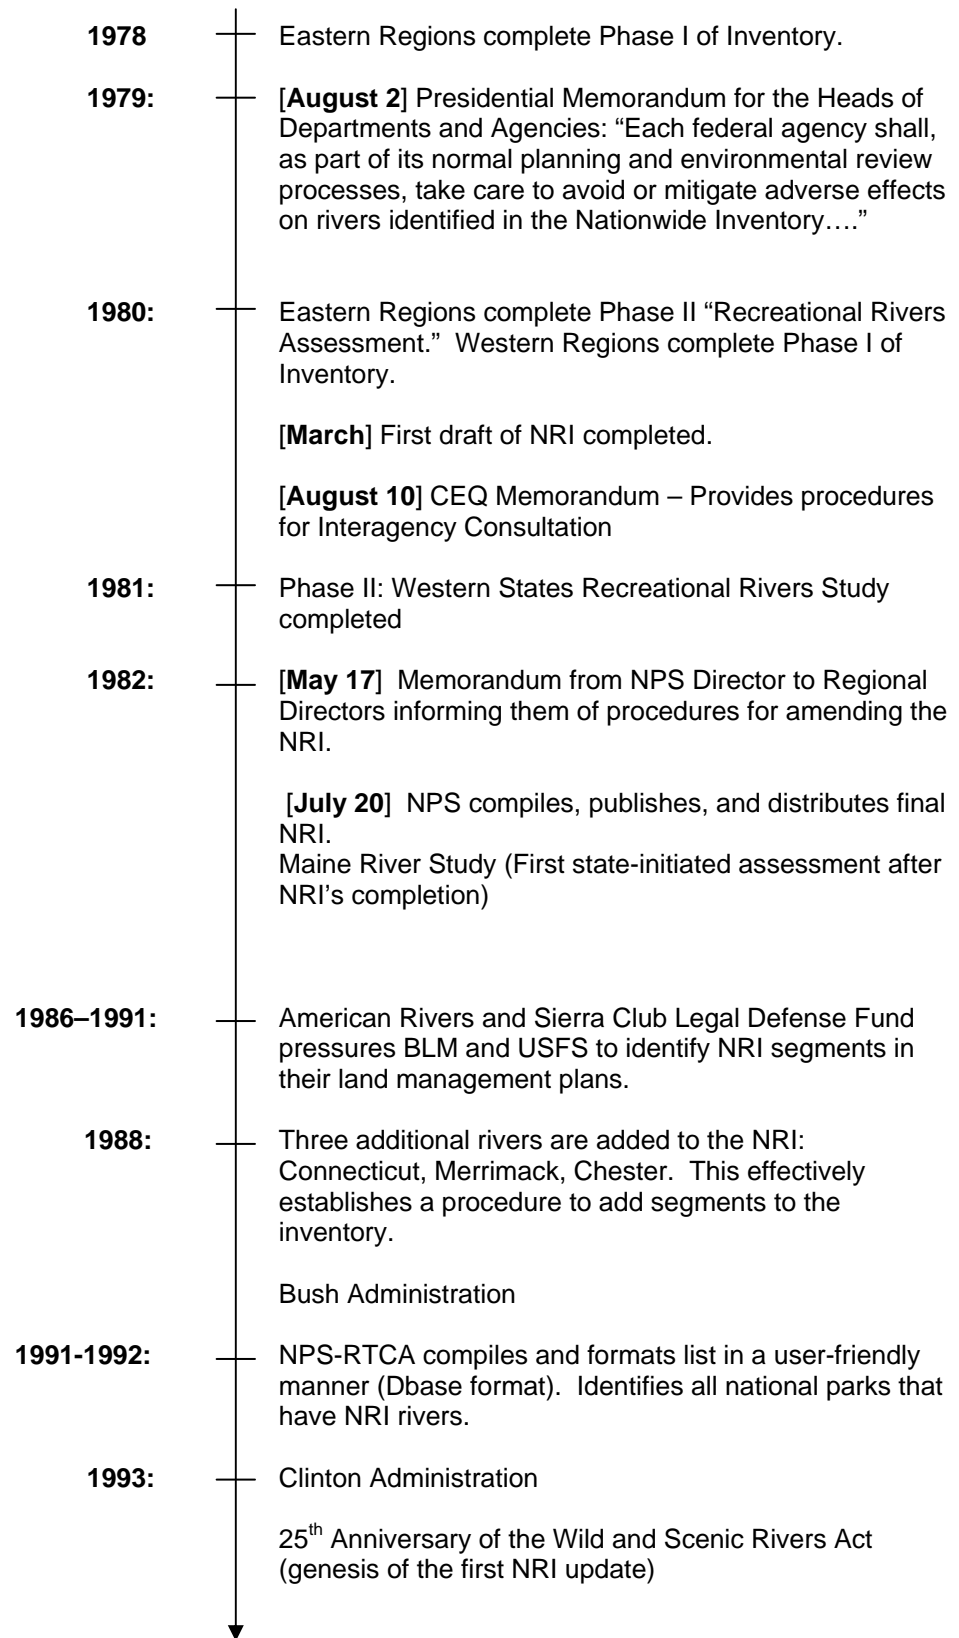 1978 Eastern Regions complete Phase I of Inventory.
1979: [August 2] Presidential Memorandum for the Heads of
Departments and Agencies: “Each federal agency shall,
as part of its normal planning and environmental review
processes, take care to avoid or mitigate adverse effects
on rivers identified in the Nationwide Inventory….”
1980: Eastern Regions complete Phase II “Recreational Rivers
Assessment.” Western Regions complete Phase I of
Inventory.
[March] First draft of NRI completed.
[August 10] CEQ Memorandum – Provides procedures
for Interagency Consultation
1981: Phase II: Western States Recreational Rivers Study
completed
1982: [May 17] Memorandum from NPS Director to Regional
Directors informing them of procedures for amending the
NRI.
[July 20] NPS compiles, publishes, and distributes final
NRI.
Maine River Study (First state-initiated assessment after
NRI’s completion)
1986–1991: American Rivers and Sierra Club Legal Defense Fund
pressures BLM and USFS to identify NRI segments in
their land management plans.
1988: Three additional rivers are added to the NRI:
Connecticut, Merrimack, Chester. This effectively
establishes a procedure to add segments to the
inventory.
Bush Administration
1991-1992: NPS-RTCA compiles and formats list in a user-friendly
manner (Dbase format). Identifies all national parks that
have NRI rivers.
1993: Clinton Administration
25th Anniversary of the Wild and Scenic Rivers Act
(genesis of the first NRI update)